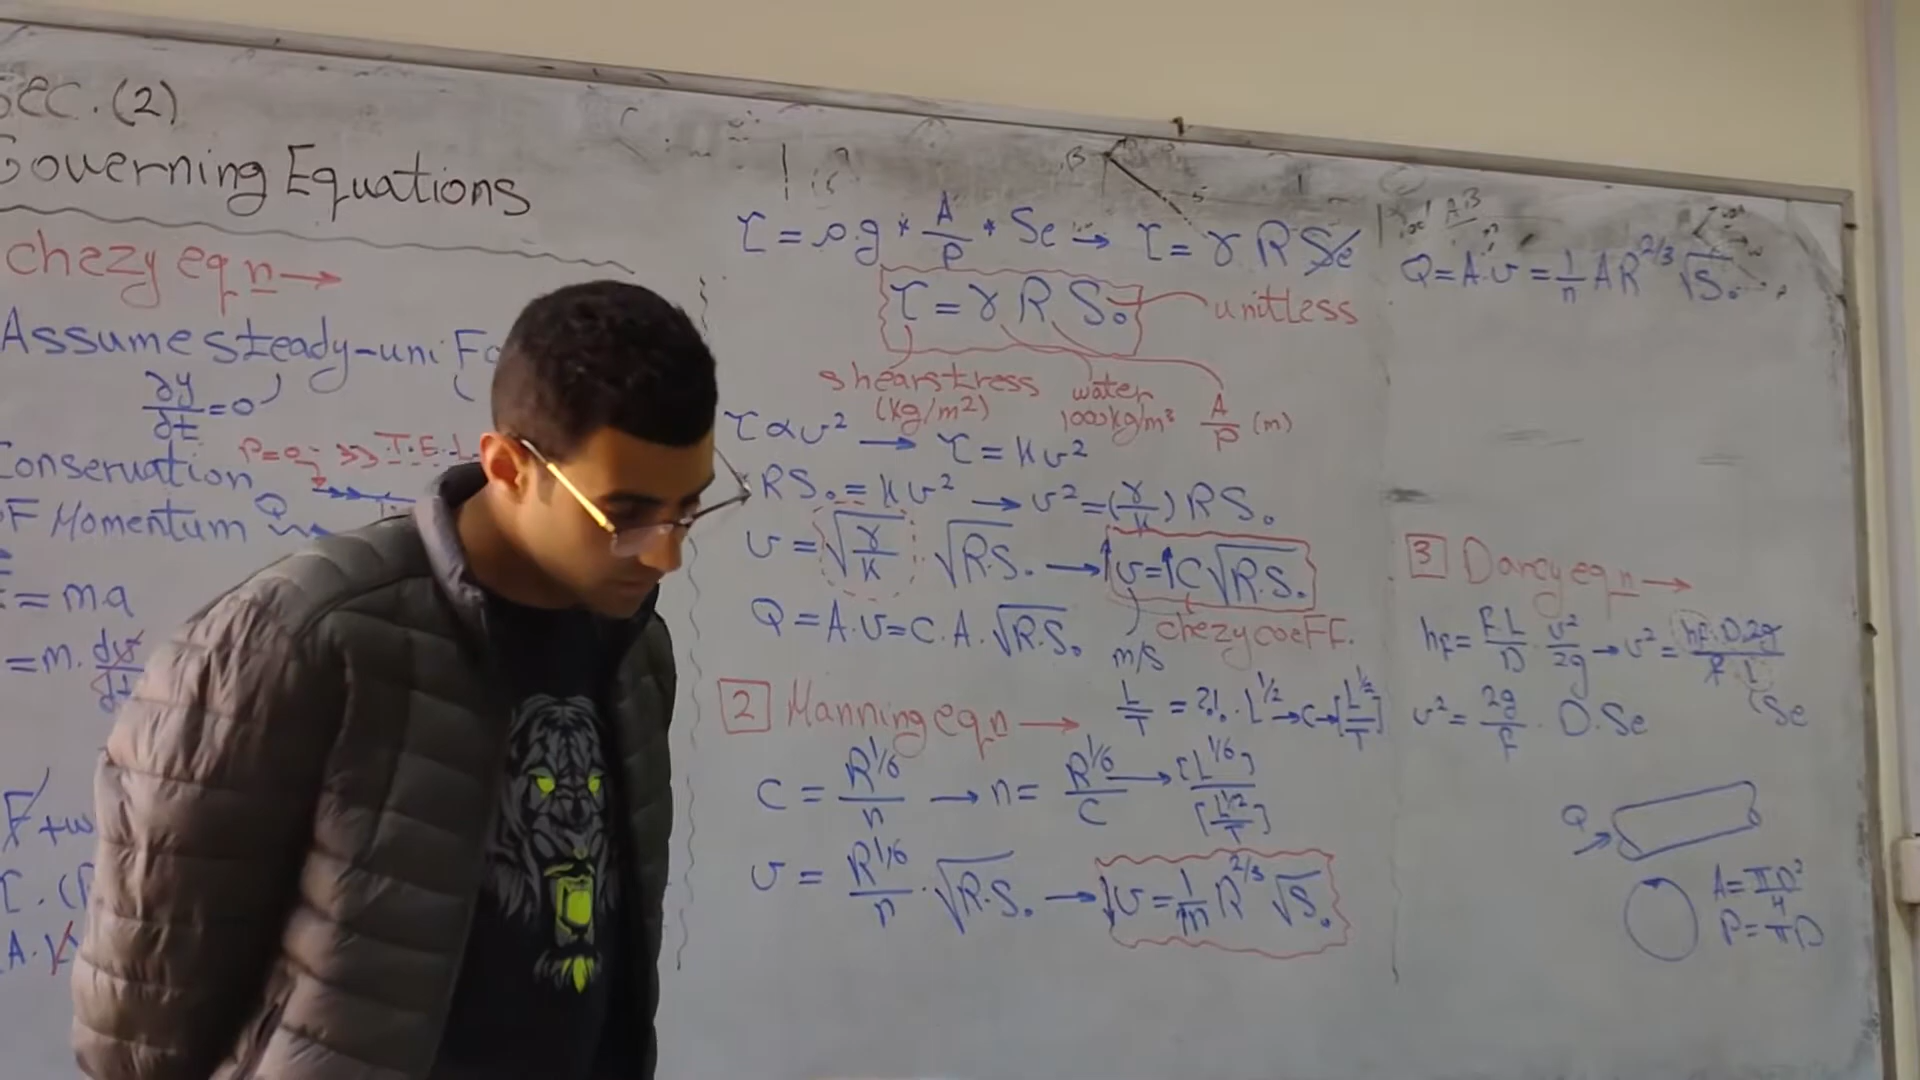 Sec. (2)
Governing Equations
chezy eqn →
Assume steady-unifo
∂y/∂t = 0
Conservation
P=0 >> T.E.L
of Momentum Q
= ma
= m. dv/dt
F + w
A.
τ = ρ.g * A/P * Se → τ = γ R Se
τ = γ R S₀ unitless
shear stress (kg/m²) water 1000kg/m³ A/P (m)
τ ∝ v² → τ = k v²
RS₀ = k v² → v² = (γ/k) R S₀
v = √(γ/k) √R.S₀ → v = C √R.S₀
Q = A.v = C.A.√R.S₀ m/s chezy coeff.
2 Manning eqn → L/T = ?!. L^1/2 → C → [L^1/2/T]
C = R^1/6/n → n = R^1/6/C → [L^1/6]/[L^1/2/T]
v = R^1/6/n . √R.S₀ → v = 1/n R^2/3 √S₀
Q = A.v = 1/n A R^2/3 √S₀
3 Darcy eqn →
hf = F.L/D . v²/2g → v² = hf.D.2g/f.L
v² = 2g/f . D.Se (Se
Q
A = πD²/4
P = πD